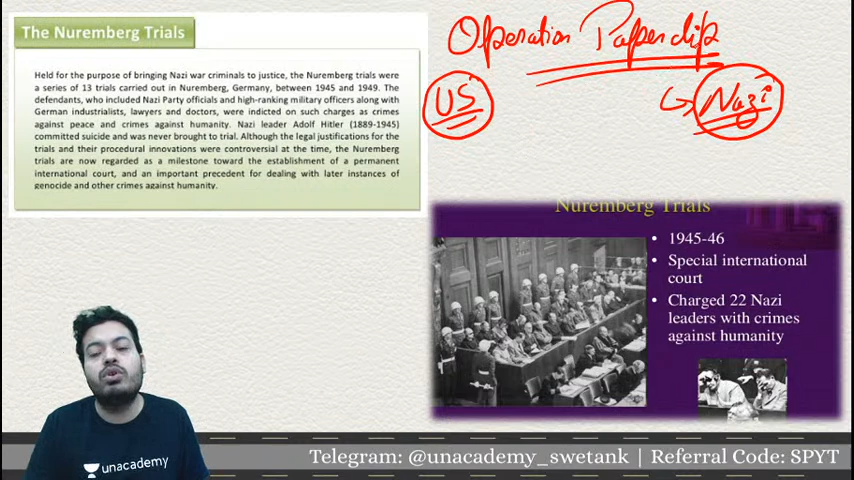 The Nuremberg Trials
Held for the purpose of bringing Nazi war criminals to justice, the Nuremberg trials were
a series of 13 trials carried out in Nuremberg, Germany, between 1945 and 1949. The
defendants, who included Nazi Party officials and high-ranking military officers along with
German industrialists, lawyers and doctors, were indicted on such charges as crimes
against peace and crimes against humanity. Nazi leader Adolf Hitler (1889-1945)
committed suicide and was never brought to trial. Although the legal justifications for the
trials and their procedural innovations were controversial at the time, the Nuremberg
trials are now regarded as a milestone toward the establishment of a permanent
international court, and an important precedent for dealing with later instances of
genocide and other crimes against humanity.
Operation Paperclip
US
Nazi
Nuremberg Trials
• 1945-46
• Special international
court
• Charged 22 Nazi
leaders with crimes
against humanity
unacademy
Telegram: @unacademy_swetank | Referral Code: SPYT